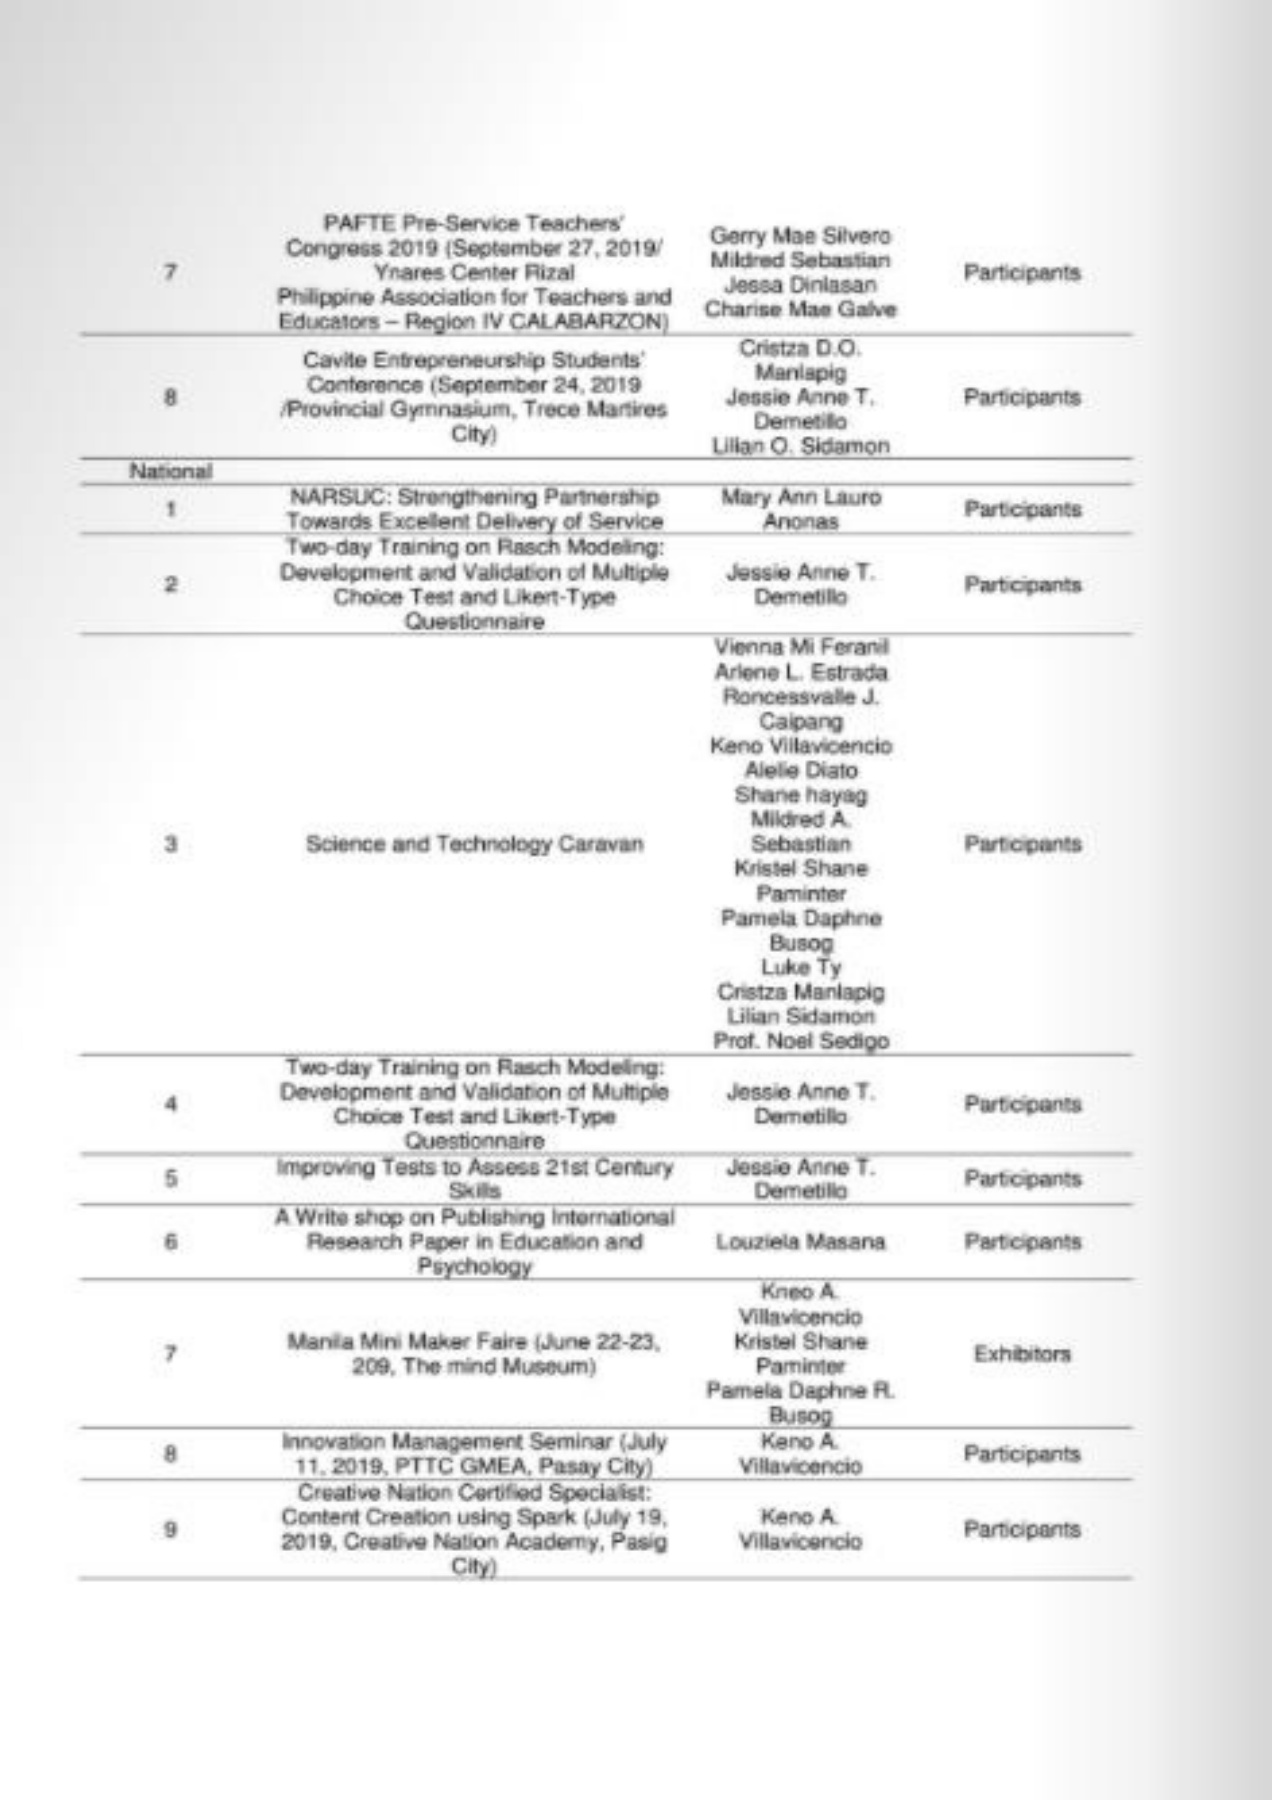 7
PAFTE Pre-Service Teachers'
Congress 2019 (September 27, 2019/
Ynares Center Rizal
Philippine Association for Teachers and
Educators – Region IV CALABARZON)
Gerry Mae Silvero
Mildred Sebastian
Jessa Dinlasan
Charise Mae Galve
Participants
8
Cavite Entrepreneurship Students'
Conference (September 24, 2019
/Provincial Gymnasium, Trece Martires
City)
Cristza D.O.
Manlapig
Jessie Anne T.
Demetillo
Lilian O. Sidamon
Participants
National
1
NARSUC: Strengthening Partnership
Towards Excellent Delivery of Service
Mary Ann Lauro
Anonas
Participants
2
Two-day Training on Rasch Modeling:
Development and Validation of Multiple
Choice Test and Likert-Type
Questionnaire
Jessie Anne T.
Demetillo
Participants
3
Science and Technology Caravan
Vienna Mi Feranil
Arlene L. Estrada
Roncessvalle J.
Caipang
Keno Villavicencio
Alelie Diato
Shane hayag
Mildred A.
Sebastian
Kristel Shane
Paminter
Pamela Daphne
Busog
Luke Ty
Cristza Manlapig
Lilian Sidamon
Prof. Noel Sedigo
Participants
4
Two-day Training on Rasch Modeling:
Development and Validation of Multiple
Choice Test and Likert-Type
Questionnaire
Jessie Anne T.
Demetillo
Participants
5
Improving Tests to Assess 21st Century
Skills
Jessie Anne T.
Demetillo
Participants
6
A Write shop on Publishing International
Research Paper in Education and
Psychology
Louziela Masana
Participants
7
Manila Mini Maker Faire (June 22-23,
209, The mind Museum)
Kneo A.
Villavicencio
Kristel Shane
Paminter
Pamela Daphne R.
Busog
Exhibitors
8
Innovation Management Seminar (July
11, 2019, PTTC GMEA, Pasay City)
Keno A.
Villavicencio
Participants
9
Creative Nation Certified Specialist:
Content Creation using Spark (July 19,
2019, Creative Nation Academy, Pasig
City)
Keno A.
Villavicencio
Participants